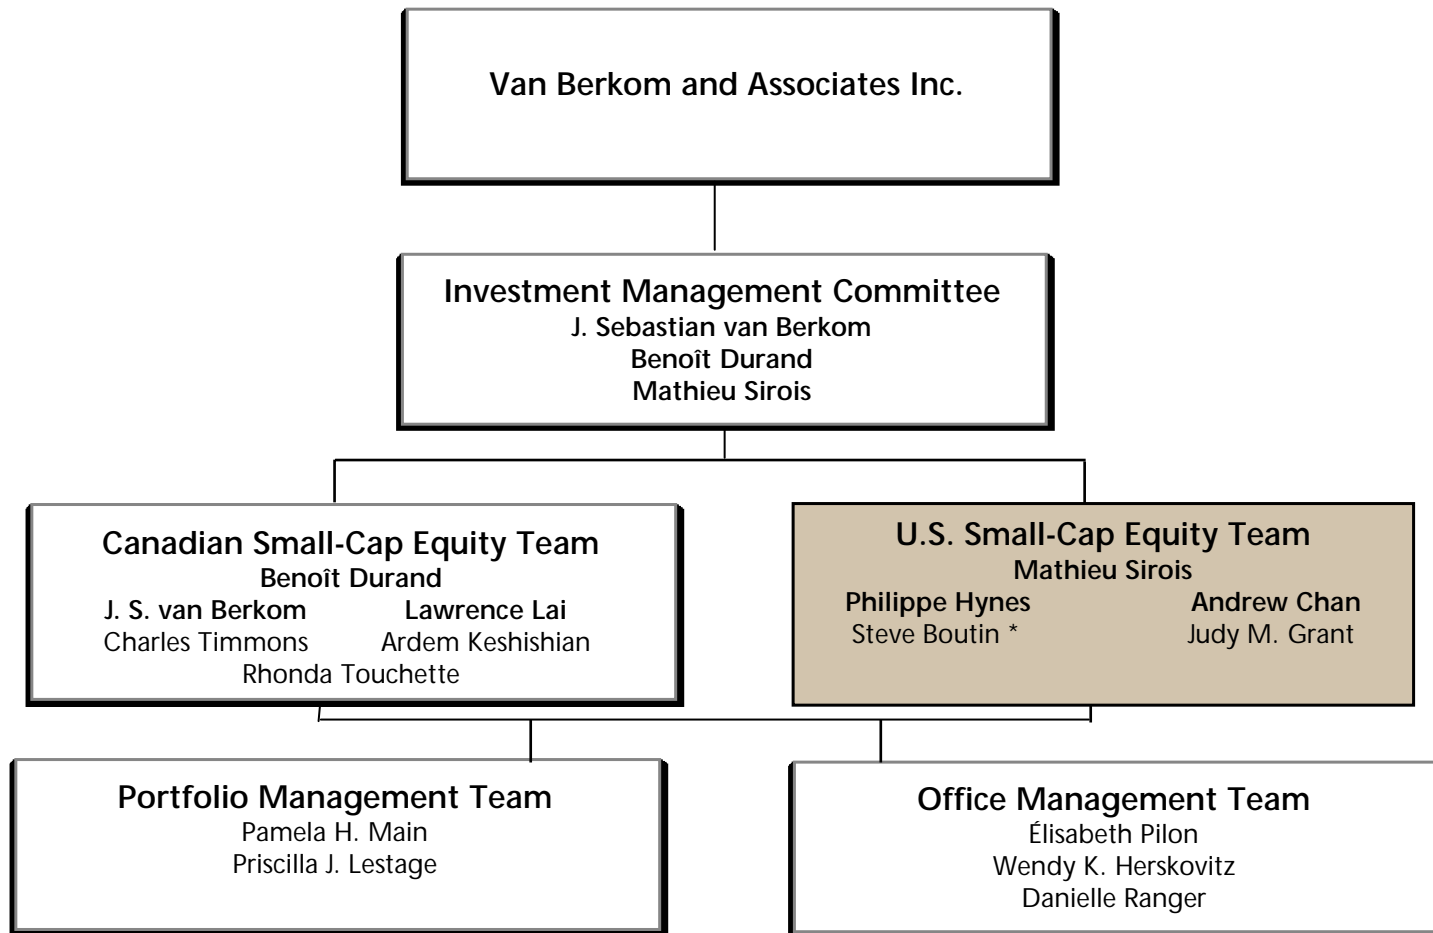 Van Berkom and Associates Inc.
Investment Management Committee
J. Sebastian van Berkom
Benoît Durand
Mathieu Sirois
Canadian Small-Cap Equity Team
Benoît Durand
J. S. van Berkom Lawrence Lai
Charles Timmons Ardem Keshishian
Rhonda Touchette
U.S. Small-Cap Equity Team
Mathieu Sirois
Philippe Hynes Andrew Chan
Steve Boutin * Judy M. Grant
Portfolio Management Team
Pamela H. Main
Priscilla J. Lestage
Office Management Team
Élisabeth Pilon
Wendy K. Herskovitz
Danielle Ranger